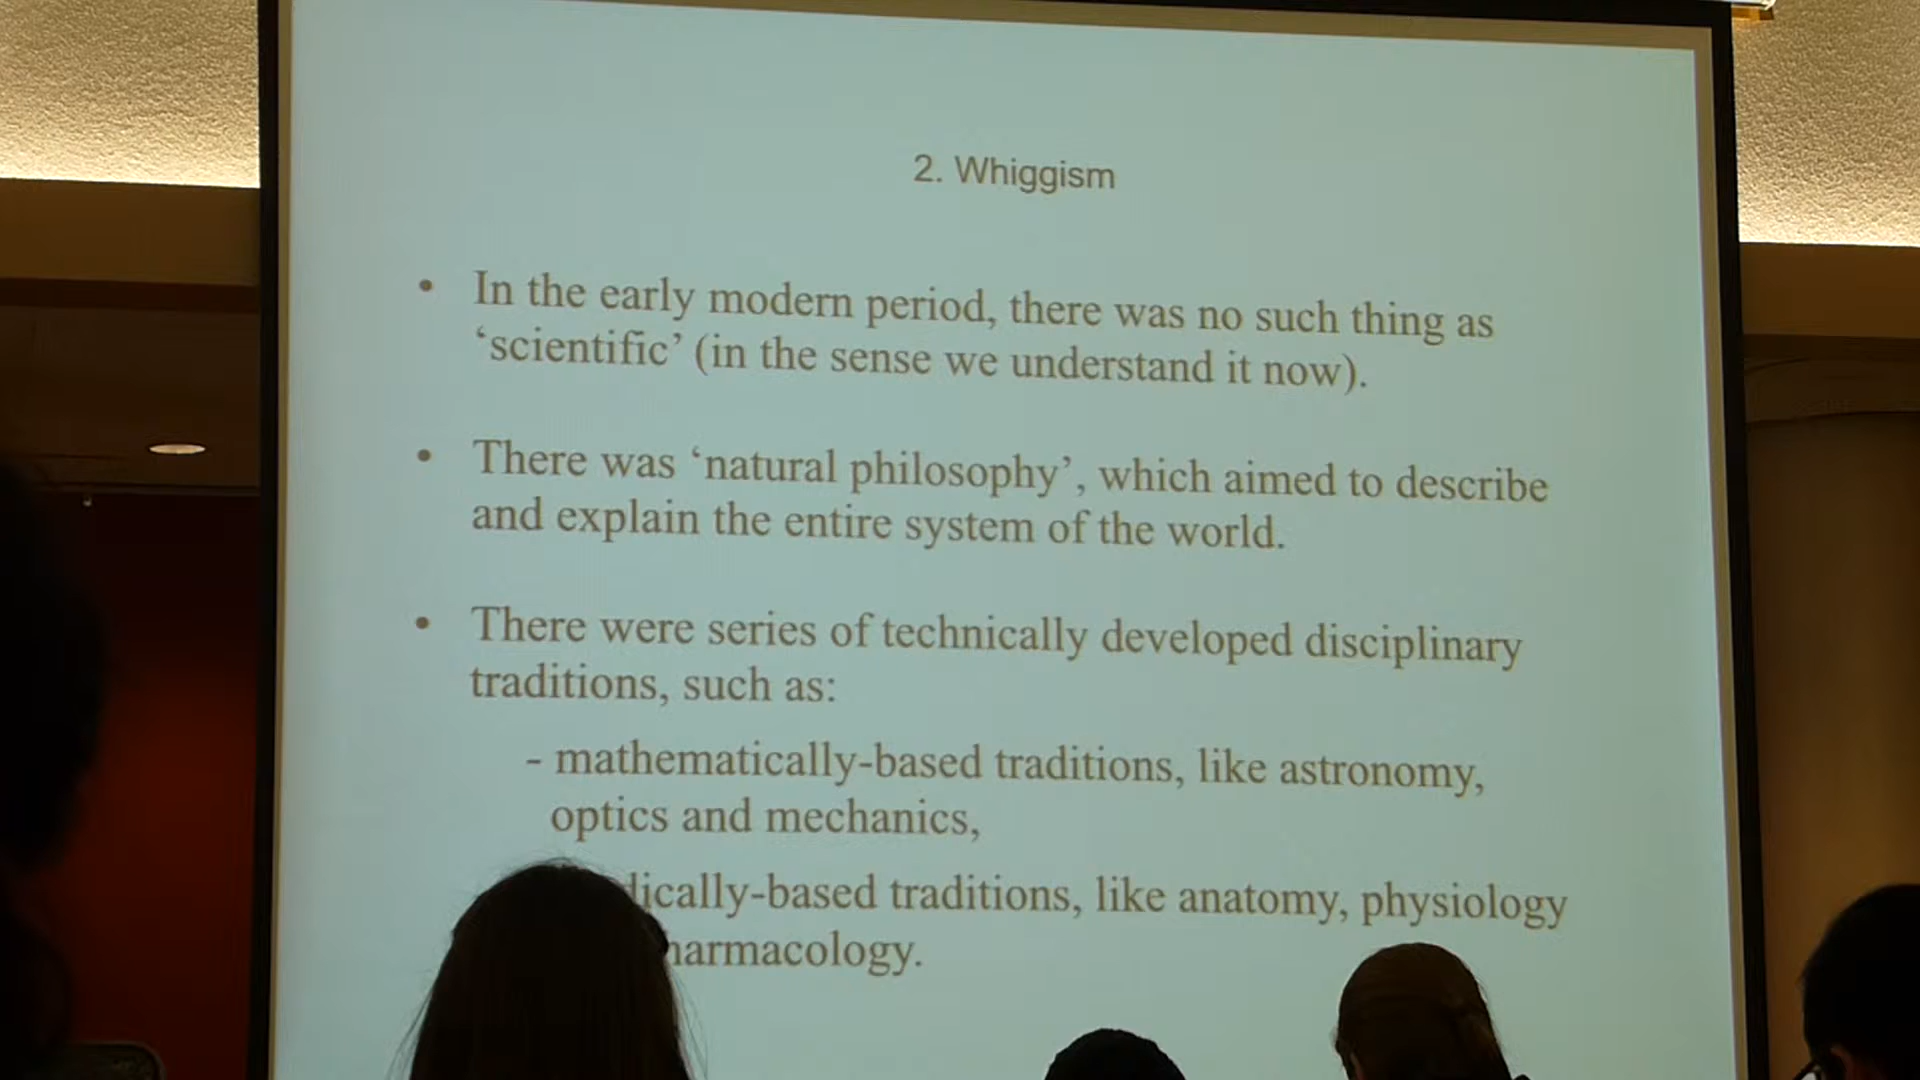 2. Whiggism
• In the early modern period, there was no such thing as
‘scientific’ (in the sense we understand it now).
• There was ‘natural philosophy’, which aimed to describe
and explain the entire system of the world.
• There were series of technically developed disciplinary
traditions, such as:
- mathematically-based traditions, like astronomy,
optics and mechanics,
dically-based traditions, like anatomy, physiology
harmacology.